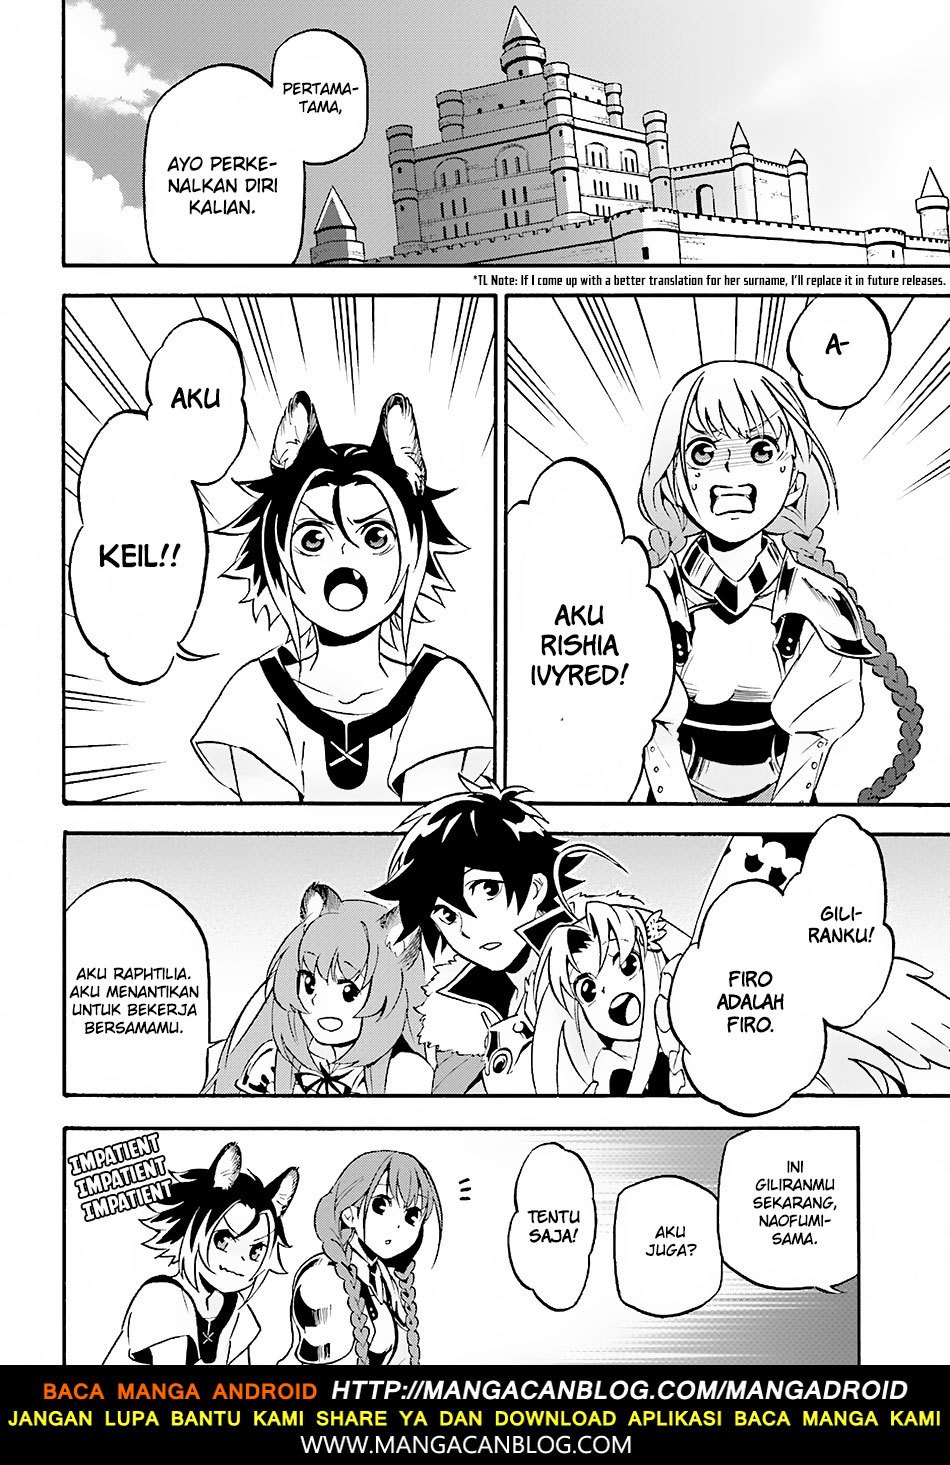 PERTAMA-
TAMA,
AYO PERKE-
NALKAN DIRI
KALIAN.
*TL Note: If I come up with a better translation for her surname, I'll replace it in future releases.
A-
AKU
RISHIA
IVYRED!
AKU
KEIL!!
GILI-
RANKU!
FIRO
ADALAH
FIRO.
AKU RAPHTILIA.
AKU MENANTIKAN
UNTUK BEKERJA
BERSAMAMU.
INI
GILIRANMU
SEKARANG,
NAOFUMI-
SAMA.
AKU
JUGA?
TENTU
SAJA!
IMPATIENT
IMPATIENT
IMPATIENT
BACA MANGA ANDROID HTTP://MANGACANBLOG.COM/MANGADROID
JANGAN LUPA BANTU KAMI SHARE YA DAN DOWNLOAD APLIKASI BACA MANGA KAMI
WWW.MANGACANBLOG.COM